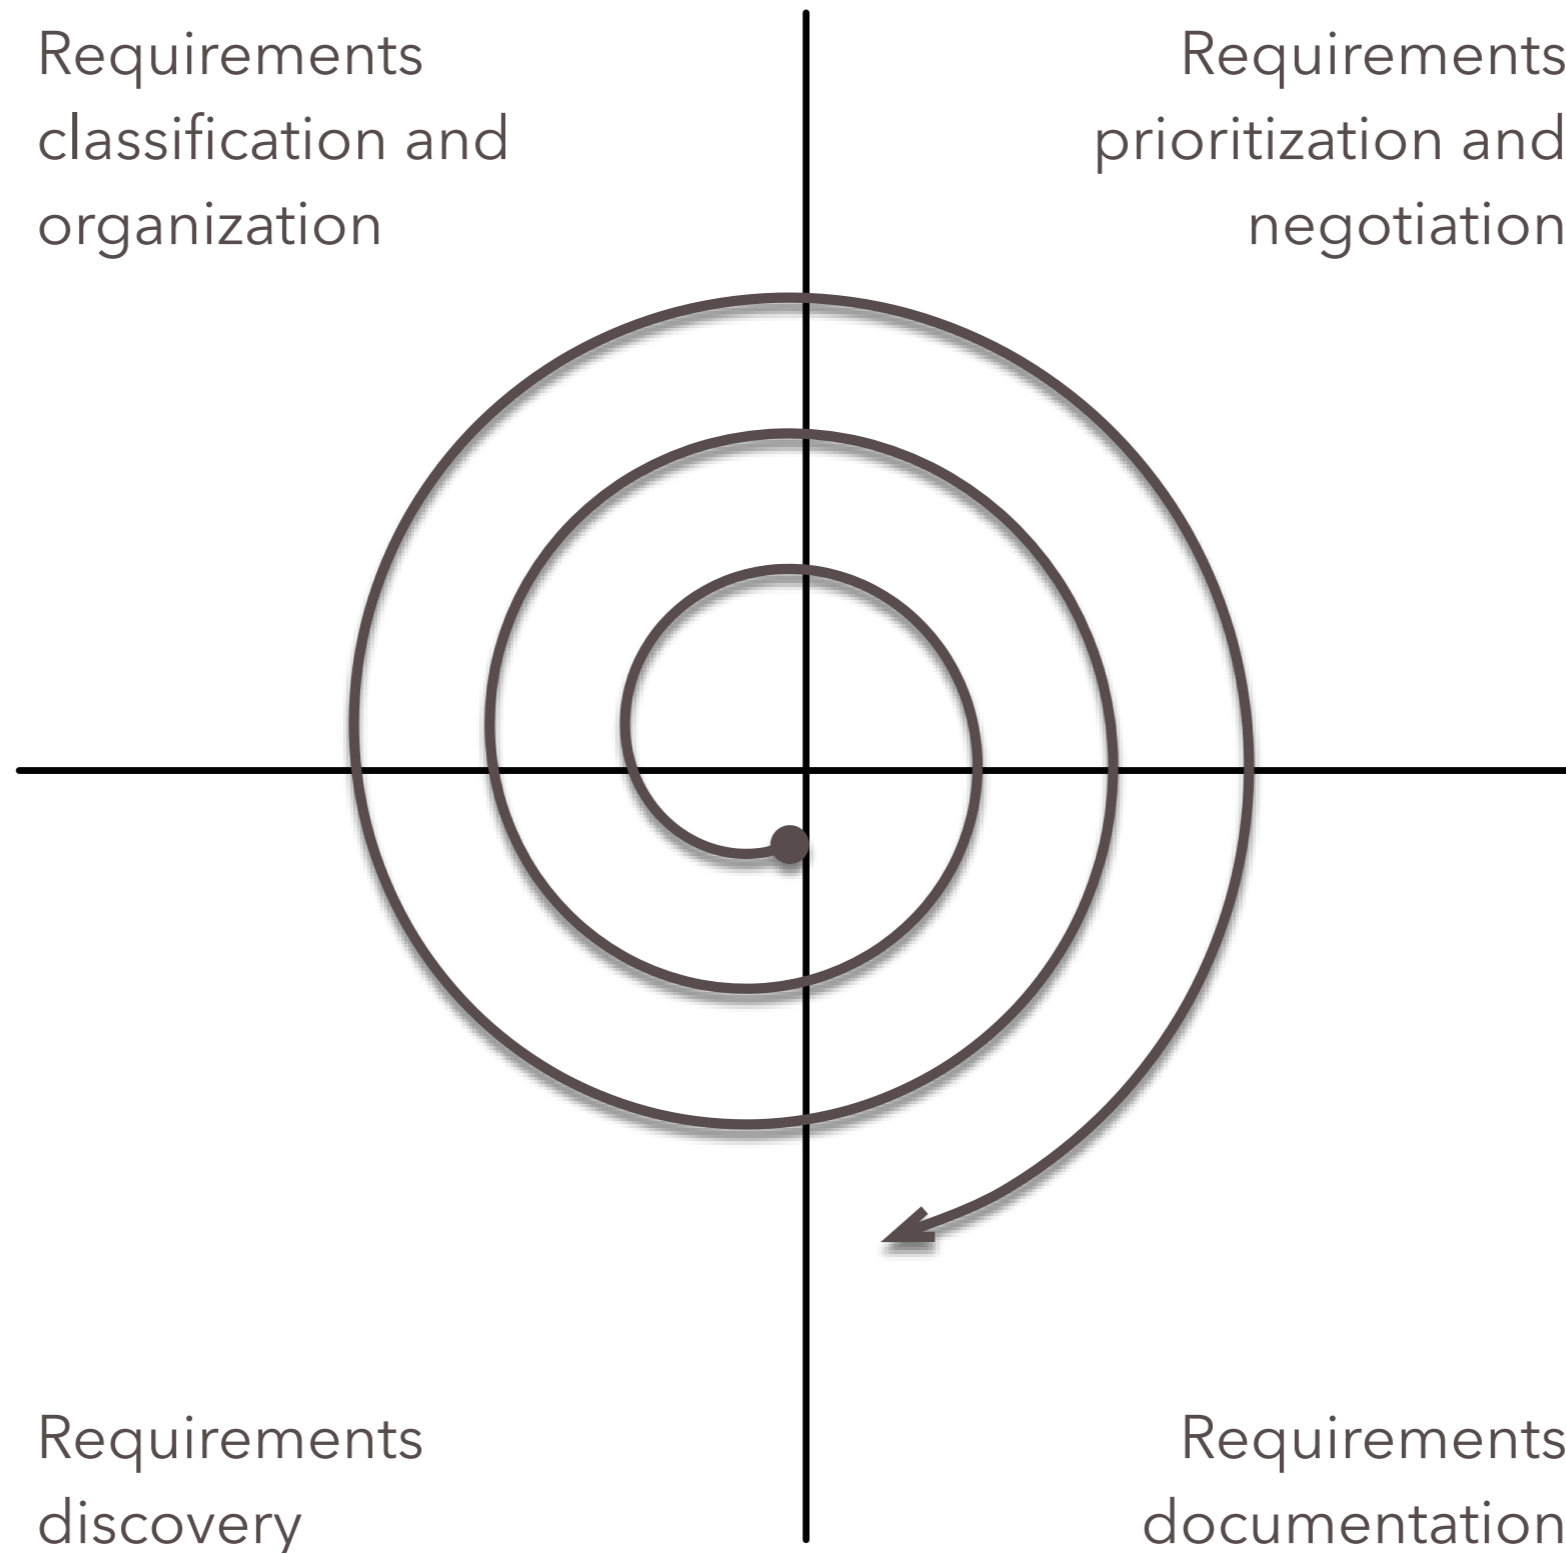 Requirements
classification and
organization
Requirements
prioritization and
negotiation
Requirements
discovery
Requirements
documentation